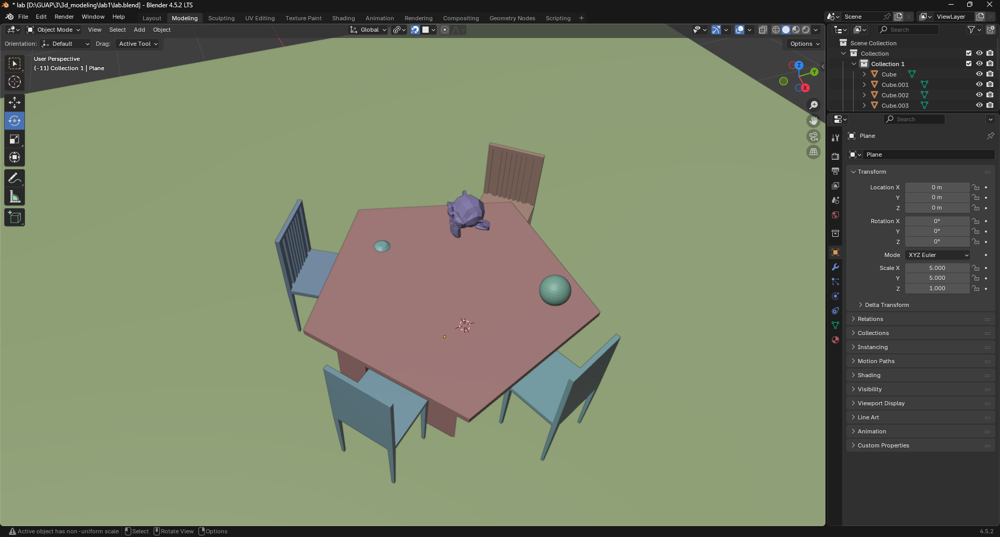 * lab [D:\GUAP\3\3d_modeling\lab1\lab.blend] - Blender 4.5.2 LTS
File Edit Render Window Help Layout Modeling Sculpting UV Editing Texture Paint Shading Animation Rendering Compositing Geometry Nodes Scripting + Scene ViewLayer
Object Mode View Select Add Object Global Search
Orientation: Default Drag: Active Tool Options
User Perspective
(-11) Collection 1 | Plane
Z
Y
X
Scene Collection
Collection
Collection 1
Cube
Cube.001
Cube.002
Cube.003
Search
Plane
Plane
Transform
Location X 0 m
Y 0 m
Z 0 m
Rotation X 0°
Y 0°
Z 0°
Mode XYZ Euler
Scale X 5.000
Y 5.000
Z 1.000
Delta Transform
Relations
Collections
Instancing
Motion Paths
Shading
Visibility
Viewport Display
Line Art
Animation
Custom Properties
Active object has non-uniform scale Select Rotate View Options 4.5.2